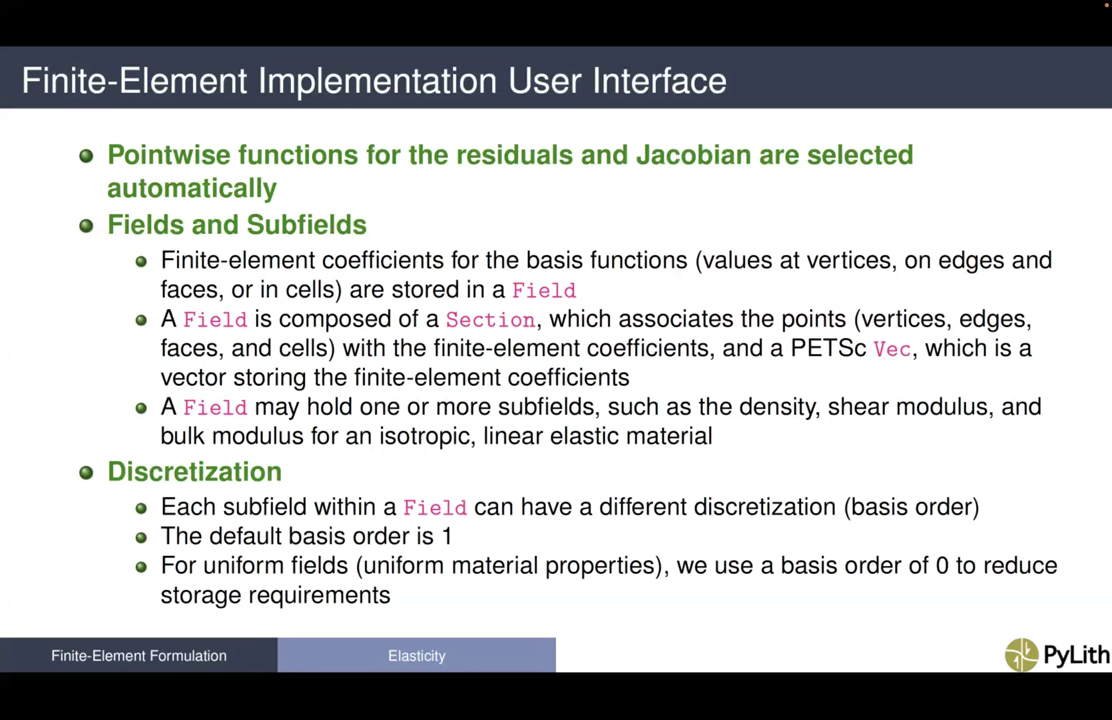 Finite-Element Implementation User Interface
Pointwise functions for the residuals and Jacobian are selected
automatically
Fields and Subfields
Finite-element coefficients for the basis functions (values at vertices, on edges and
faces, or in cells) are stored in a Field
A Field is composed of a Section, which associates the points (vertices, edges,
faces, and cells) with the finite-element coefficients, and a PETSc Vec, which is a
vector storing the finite-element coefficients
A Field may hold one or more subfields, such as the density, shear modulus, and
bulk modulus for an isotropic, linear elastic material
Discretization
Each subfield within a Field can have a different discretization (basis order)
The default basis order is 1
For uniform fields (uniform material properties), we use a basis order of 0 to reduce
storage requirements
Finite-Element Formulation
Elasticity
PyLith